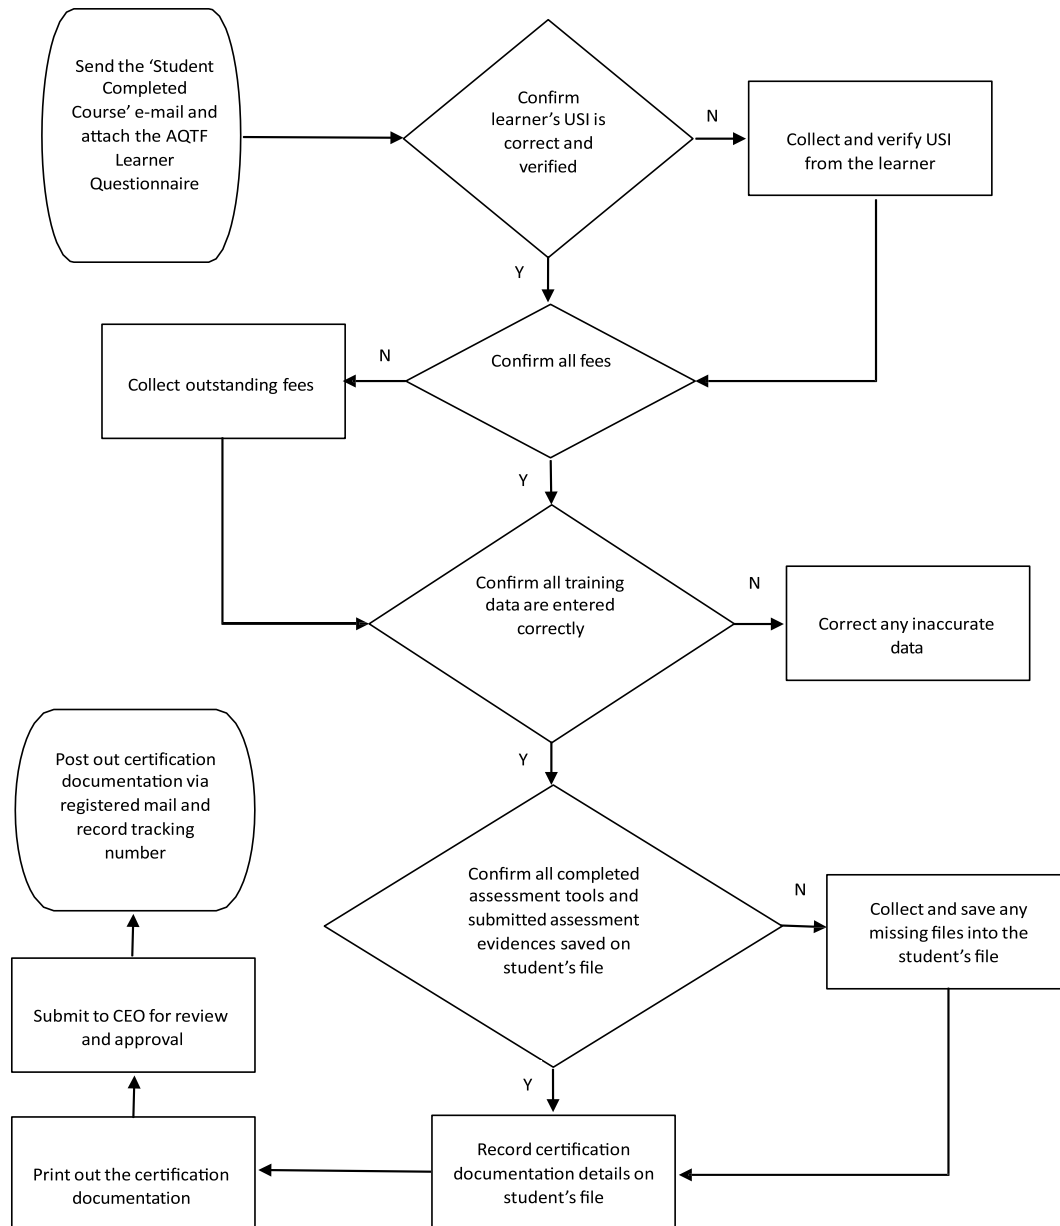 Send the ‘Student
Completed
Course’ e-mail and
attach the AQTF
Learner
Questionnaire
Confirm
learner’s USI is
correct and
verified
N
Collect and verify USI
from the learner
Y
Collect outstanding fees
N
Confirm all fees
Y
Confirm all training
data are entered
correctly
N
Correct any inaccurate
data
Y
Post out certification
documentation via
registered mail and
record tracking
number
Confirm all completed
assessment tools and
submitted assessment
evidences saved on
student’s file
N
Collect and save any
missing files into the
student’s file
Submit to CEO for review
and approval
Y
Print out the certification
documentation
Record certification
documentation details on
student’s file